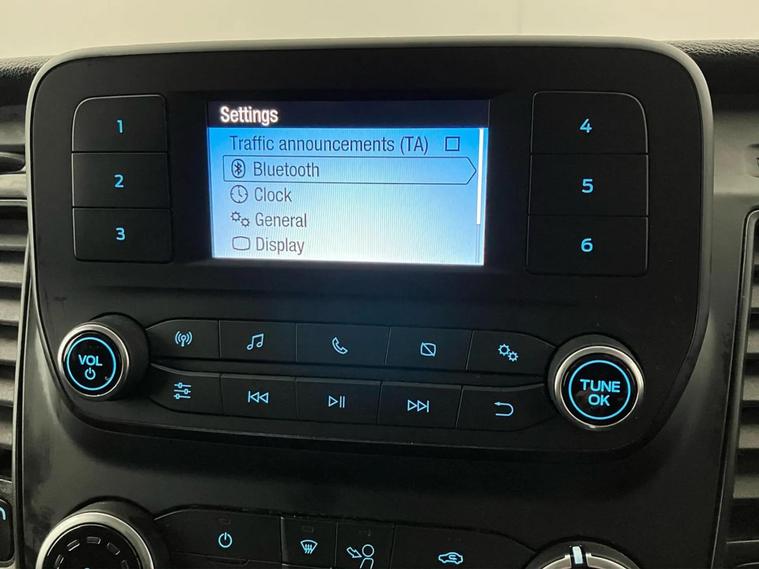 Settings
Traffic announcements (TA)
Bluetooth
Clock
General
Display
1
2
3
4
5
6
VOL
TUNE
OK